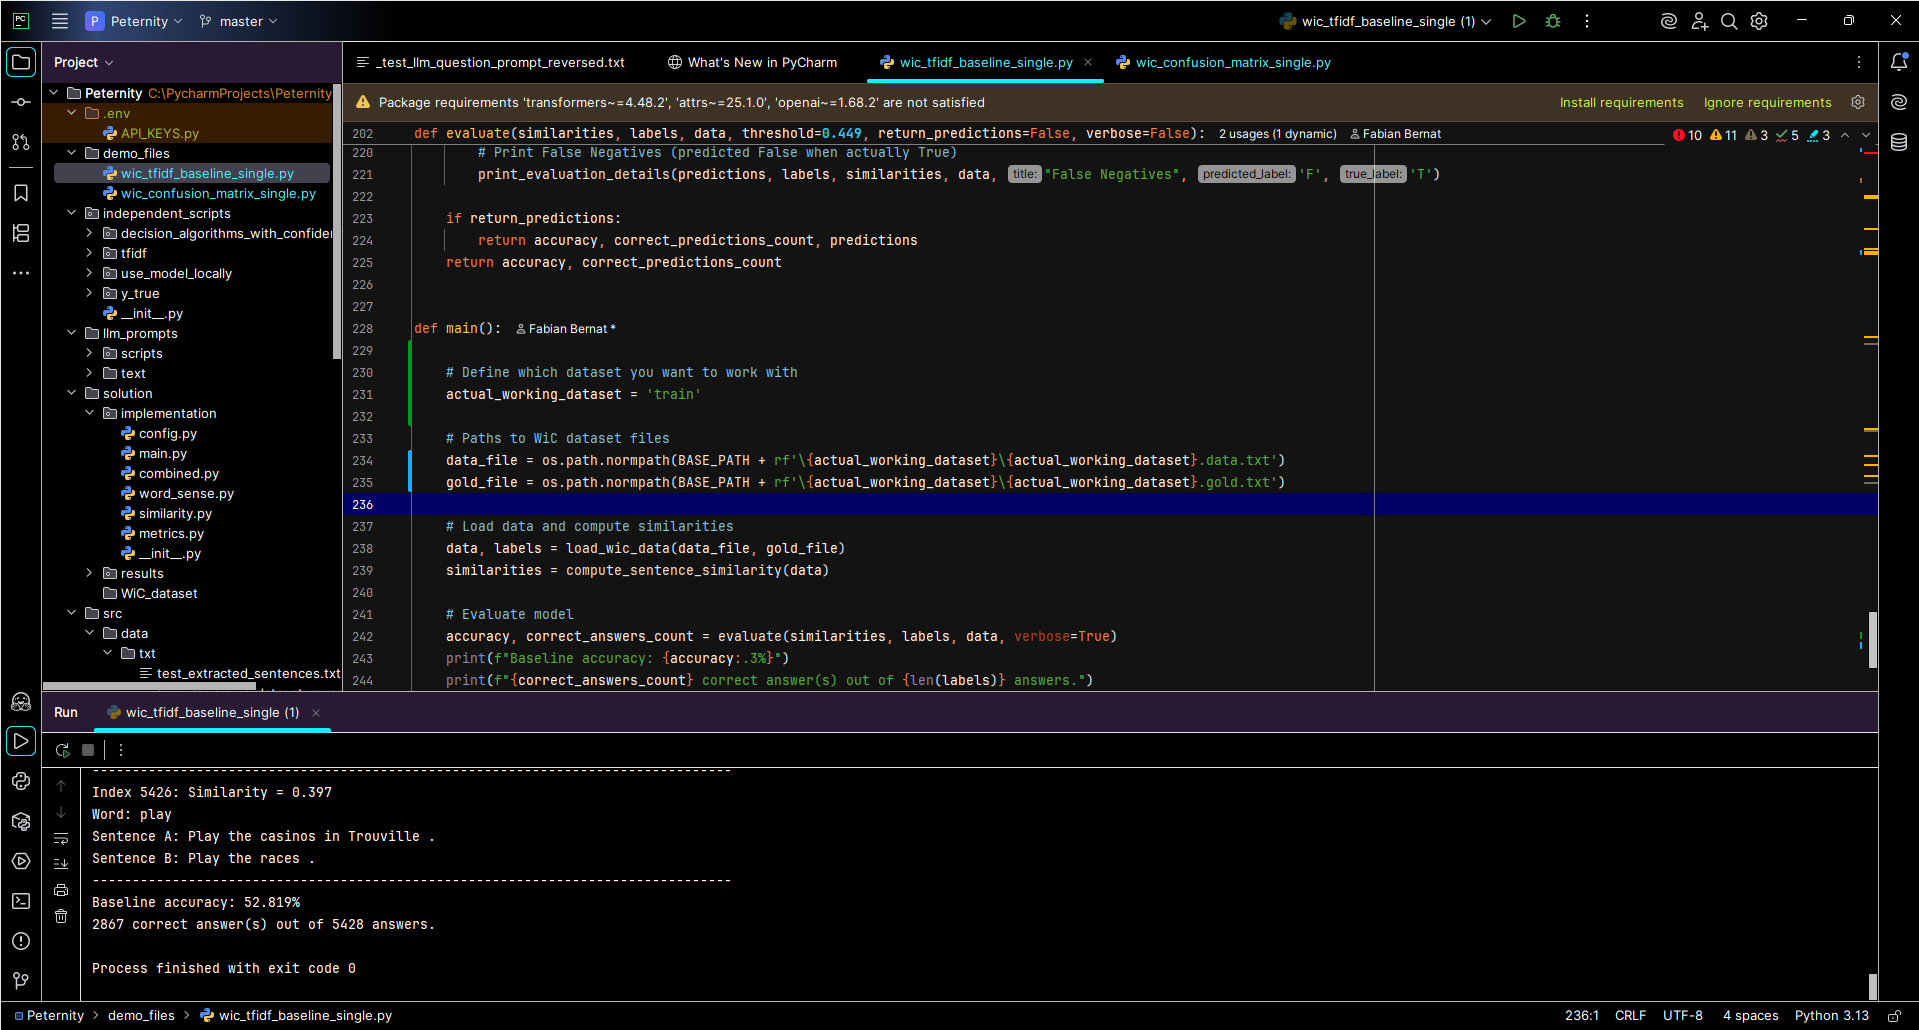 PC
P Peternity
master
wic_tfidf_baseline_single (1)
Project
_test_llm_question_prompt_reversed.txt
What's New in PyCharm
wic_tfidf_baseline_single.py
wic_confusion_matrix_single.py
Peternity C:\PycharmProjects\Peternity
.env
API_KEYS.py
demo_files
wic_tfidf_baseline_single.py
wic_confusion_matrix_single.py
independent_scripts
decision_algorithms_with_confiden
tfidf
use_model_locally
y_true
__init__.py
llm_prompts
scripts
text
solution
implementation
config.py
main.py
combined.py
word_sense.py
similarity.py
metrics.py
__init__.py
results
WiC_dataset
src
data
txt
test_extracted_sentences.txt
Package requirements 'transformers~=4.48.2', 'attrs~=25.1.0', 'openai~=1.68.2' are not satisfied
Install requirements
Ignore requirements
202 def evaluate(similarities, labels, data, threshold=0.449, return_predictions=False, verbose=False): 2 usages (1 dynamic) Fabian Bernat
10 11 3 5 3
220 # Print False Negatives (predicted False when actually True)
221 print_evaluation_details(predictions, labels, similarities, data, title: "False Negatives", predicted_label: 'F', true_label: 'T')
222
223 if return_predictions:
224 return accuracy, correct_predictions_count, predictions
225 return accuracy, correct_predictions_count
226
227
228 def main(): Fabian Bernat *
229
230 # Define which dataset you want to work with
231 actual_working_dataset = 'train'
232
233 # Paths to WiC dataset files
234 data_file = os.path.normpath(BASE_PATH + rf'\{actual_working_dataset}\{actual_working_dataset}.data.txt')
235 gold_file = os.path.normpath(BASE_PATH + rf'\{actual_working_dataset}\{actual_working_dataset}.gold.txt')
236
237 # Load data and compute similarities
238 data, labels = load_wic_data(data_file, gold_file)
239 similarities = compute_sentence_similarity(data)
240
241 # Evaluate model
242 accuracy, correct_answers_count = evaluate(similarities, labels, data, verbose=True)
243 print(f"Baseline accuracy: {accuracy:.3%}")
244 print(f"{correct_answers_count} correct answer(s) out of {len(labels)} answers.")
Run
wic_tfidf_baseline_single (1)
--------------------------------------------------------------------------------
Index 5426: Similarity = 0.397
Word: play
Sentence A: Play the casinos in Trouville .
Sentence B: Play the races .
--------------------------------------------------------------------------------
Baseline accuracy: 52.819%
2867 correct answer(s) out of 5428 answers.
Process finished with exit code 0
Peternity > demo_files > wic_tfidf_baseline_single.py
236:1 CRLF UTF-8 4 spaces Python 3.13